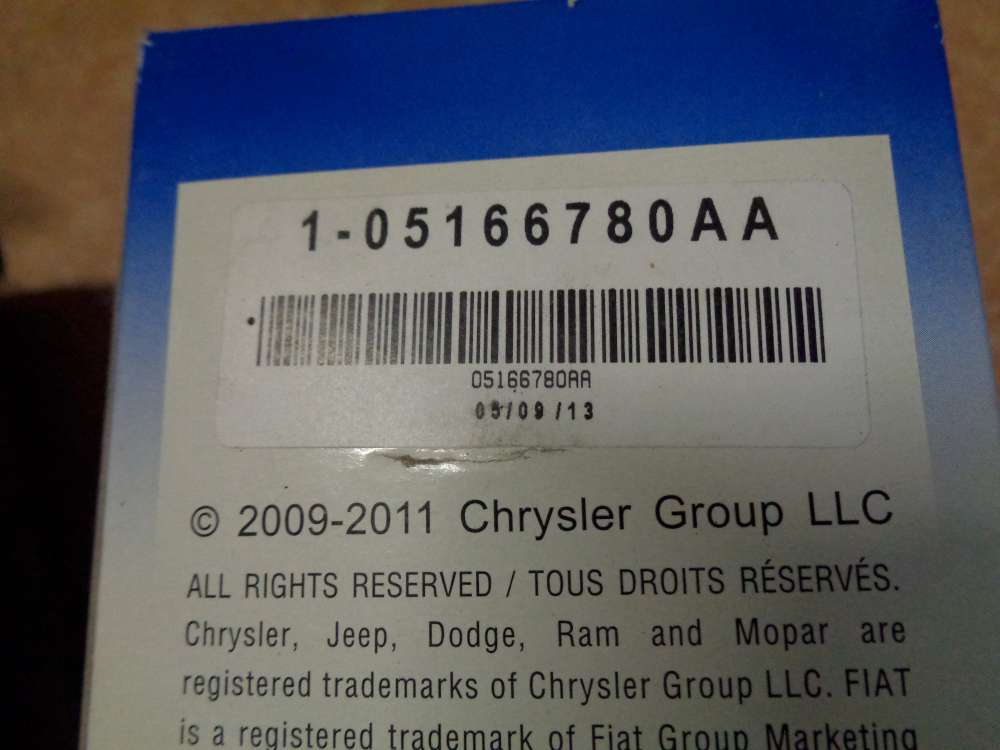 1-05166780AA
05166780AA
05/09/13
© 2009-2011 Chrysler Group LLC
ALL RIGHTS RESERVED / TOUS DROITS RÉSERVÉS.
Chrysler, Jeep, Dodge, Ram and Mopar are
registered trademarks of Chrysler Group LLC. FIAT
is a registered trademark of Fiat Group Marketing